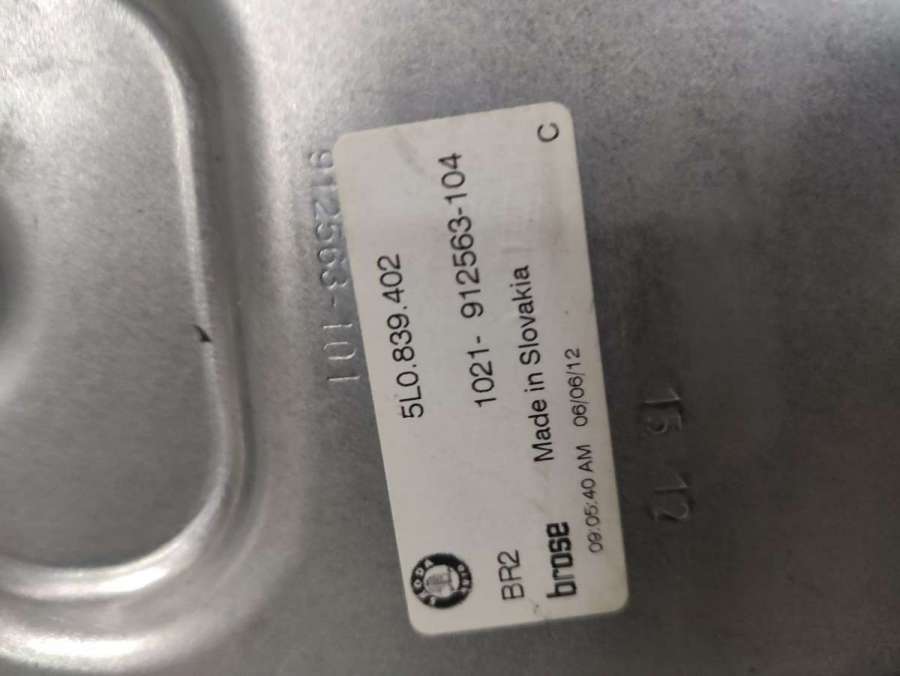 912563-101
5L0.839.402
1021- 912563-104
C
BR2
Made in Slovakia
brose
09:05:40 AM 06/06/12
15 12